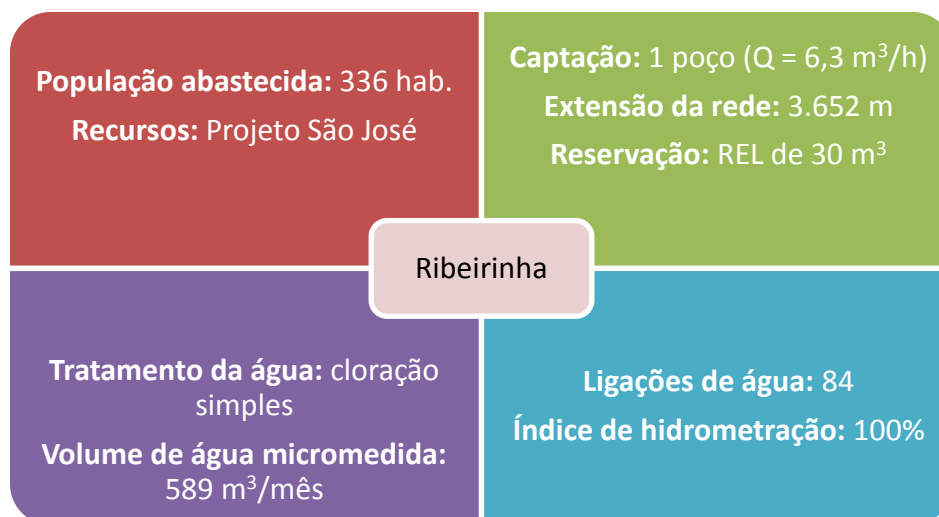 População abastecida: 336 hab.
Recursos: Projeto São José
Captação: 1 poço (Q = 6,3 m³/h)
Extensão da rede: 3.652 m
Reservação: REL de 30 m³
Ribeirinha
Tratamento da água: cloração
simples
Volume de água micromedida:
589 m³/mês
Ligações de água: 84
Índice de hidrometração: 100%